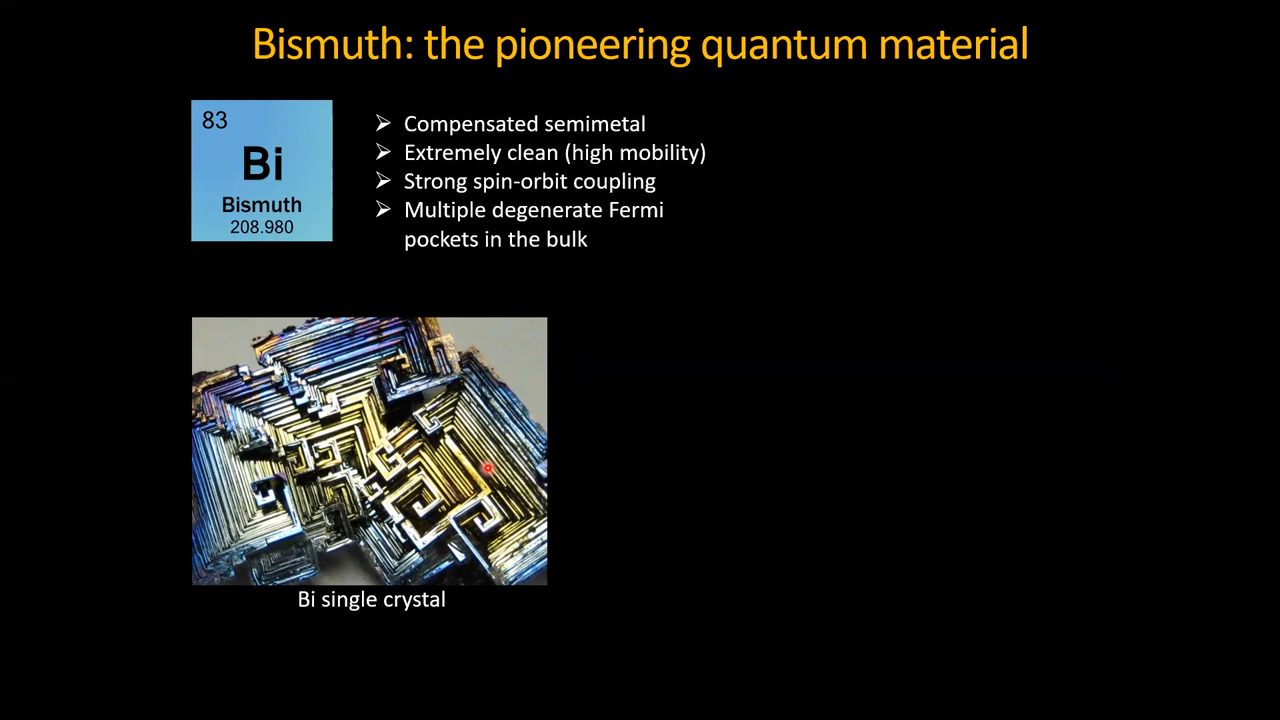 Bismuth: the pioneering quantum material
83
Bi
Bismuth
208.980
➢ Compensated semimetal
➢ Extremely clean (high mobility)
➢ Strong spin-orbit coupling
➢ Multiple degenerate Fermi
pockets in the bulk
Bi single crystal